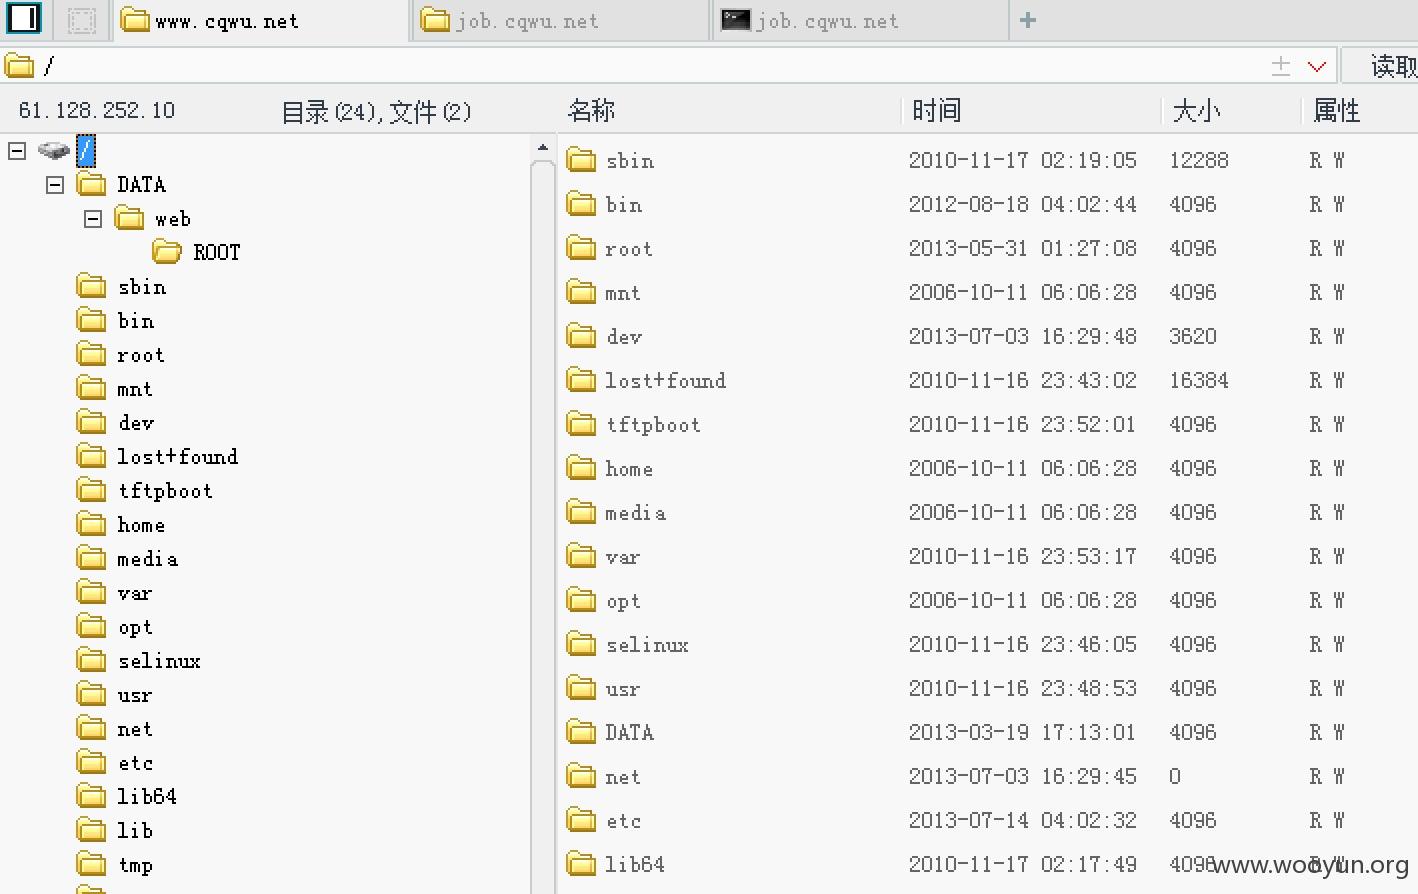 www.cqwu.net job.cqwu.net job.cqwu.net +
/ 读取
61.128.252.10 目录(24),文件(2) 名称 时间 大小 属性
/
DATA
web
ROOT
sbin
bin
root
mnt
dev
lost+found
tftpboot
home
media
var
opt
selinux
usr
net
etc
lib64
lib
tmp
sbin 2010-11-17 02:19:05 12288 R W
bin 2012-08-18 04:02:44 4096 R W
root 2013-05-31 01:27:08 4096 R W
mnt 2006-10-11 06:06:28 4096 R W
dev 2013-07-03 16:29:48 3620 R W
lost+found 2010-11-16 23:43:02 16384 R W
tftpboot 2010-11-16 23:52:01 4096 R W
home 2006-10-11 06:06:28 4096 R W
media 2006-10-11 06:06:28 4096 R W
var 2010-11-16 23:53:17 4096 R W
opt 2006-10-11 06:06:28 4096 R W
selinux 2010-11-16 23:46:05 4096 R W
usr 2010-11-16 23:48:53 4096 R W
DATA 2013-03-19 17:13:01 4096 R W
net 2013-07-03 16:29:45 0 R W
etc 2013-07-14 04:02:32 4096 R W
lib64 2010-11-17 02:17:49 4096 R W
www.wooyun.org